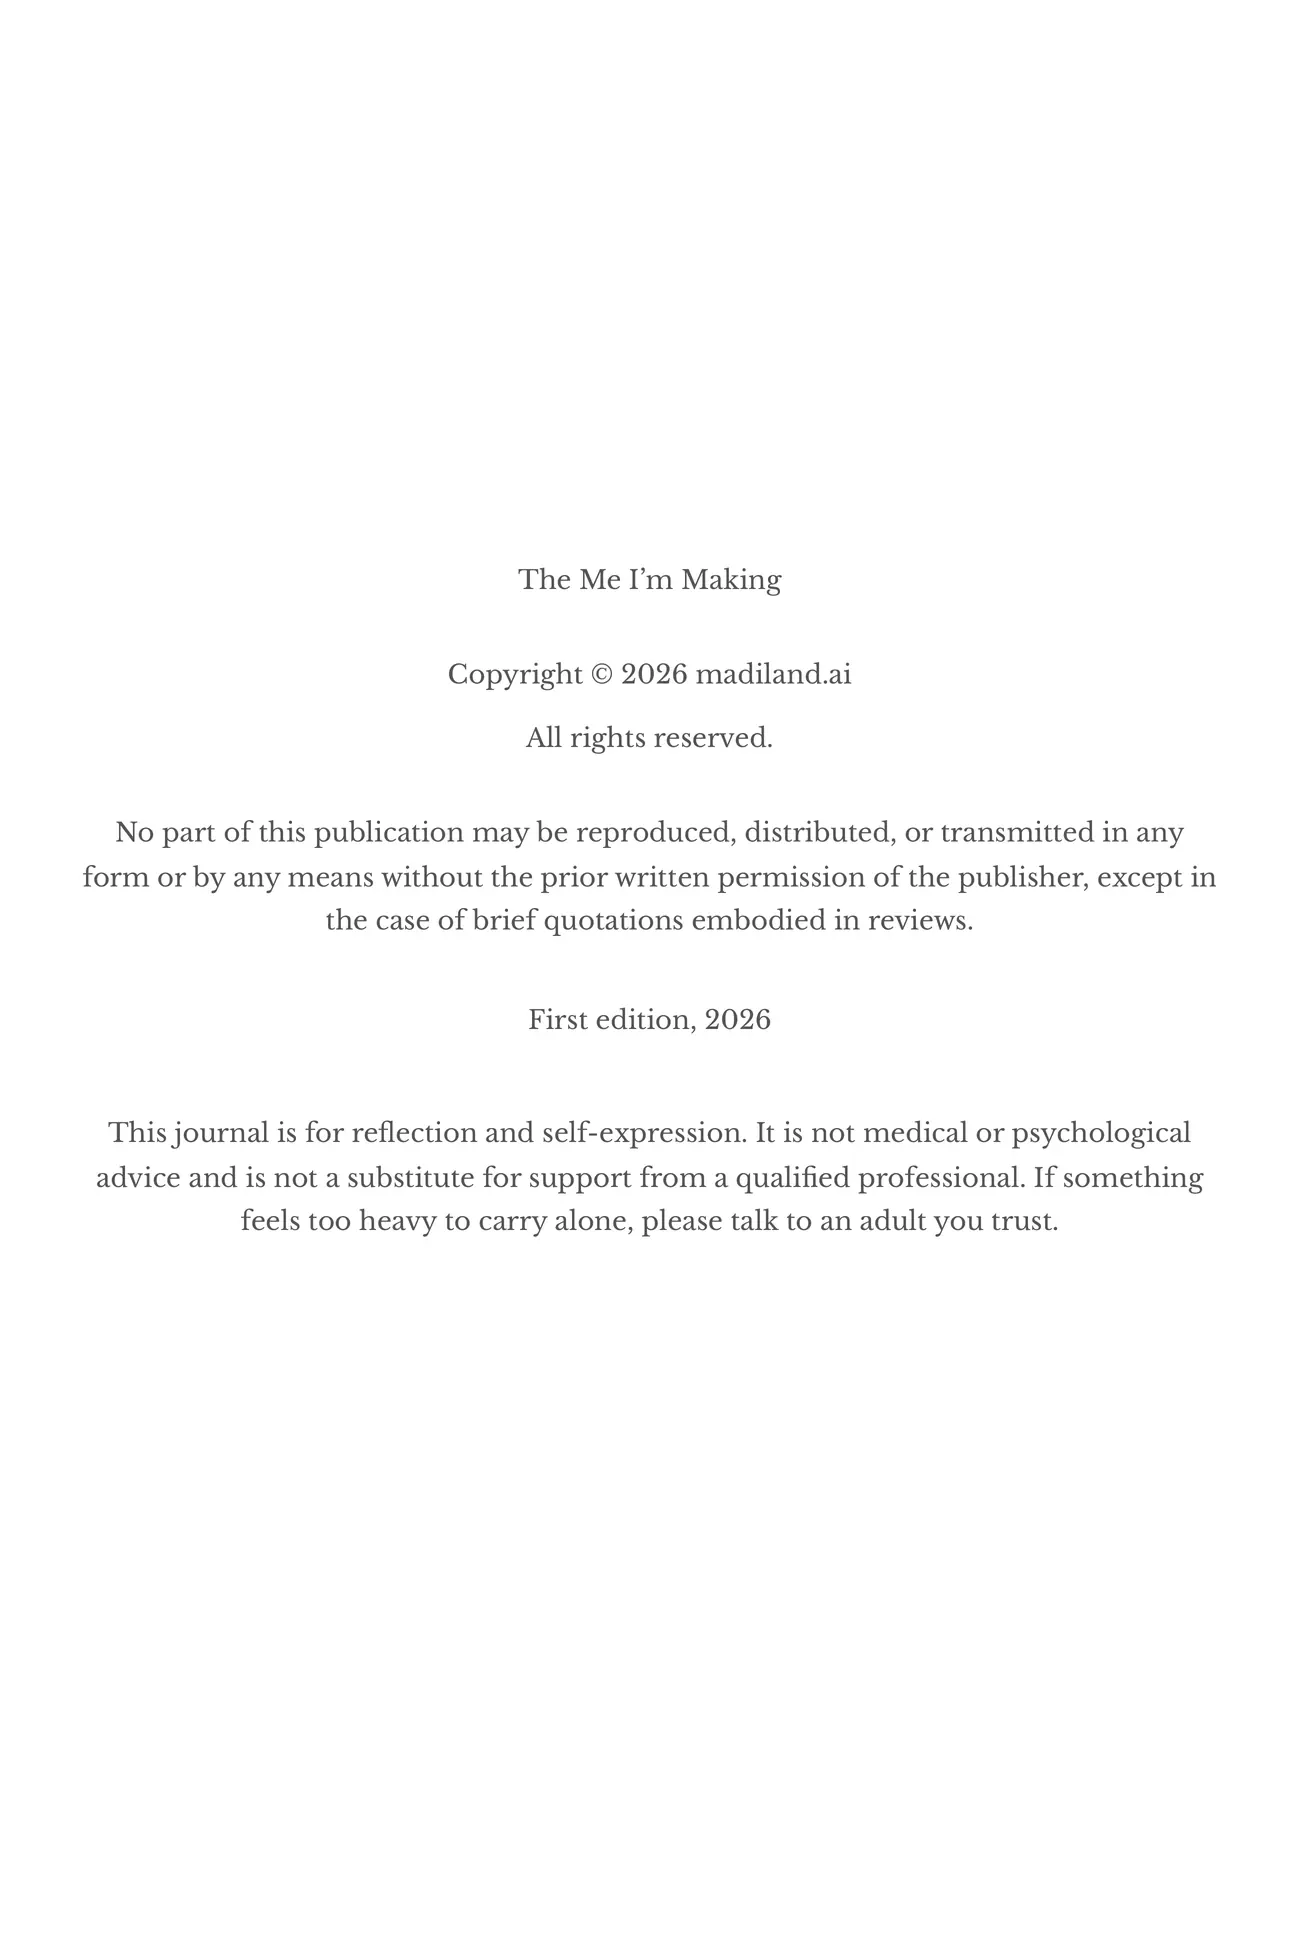 The Me I’m Making
Copyright © 2026 madiland.ai
All rights reserved.
No part of this publication may be reproduced, distributed, or transmitted in any
form or by any means without the prior written permission of the publisher, except in
the case of brief quotations embodied in reviews.
First edition, 2026
This journal is for reflection and self-expression. It is not medical or psychological
advice and is not a substitute for support from a qualified professional. If something
feels too heavy to carry alone, please talk to an adult you trust.